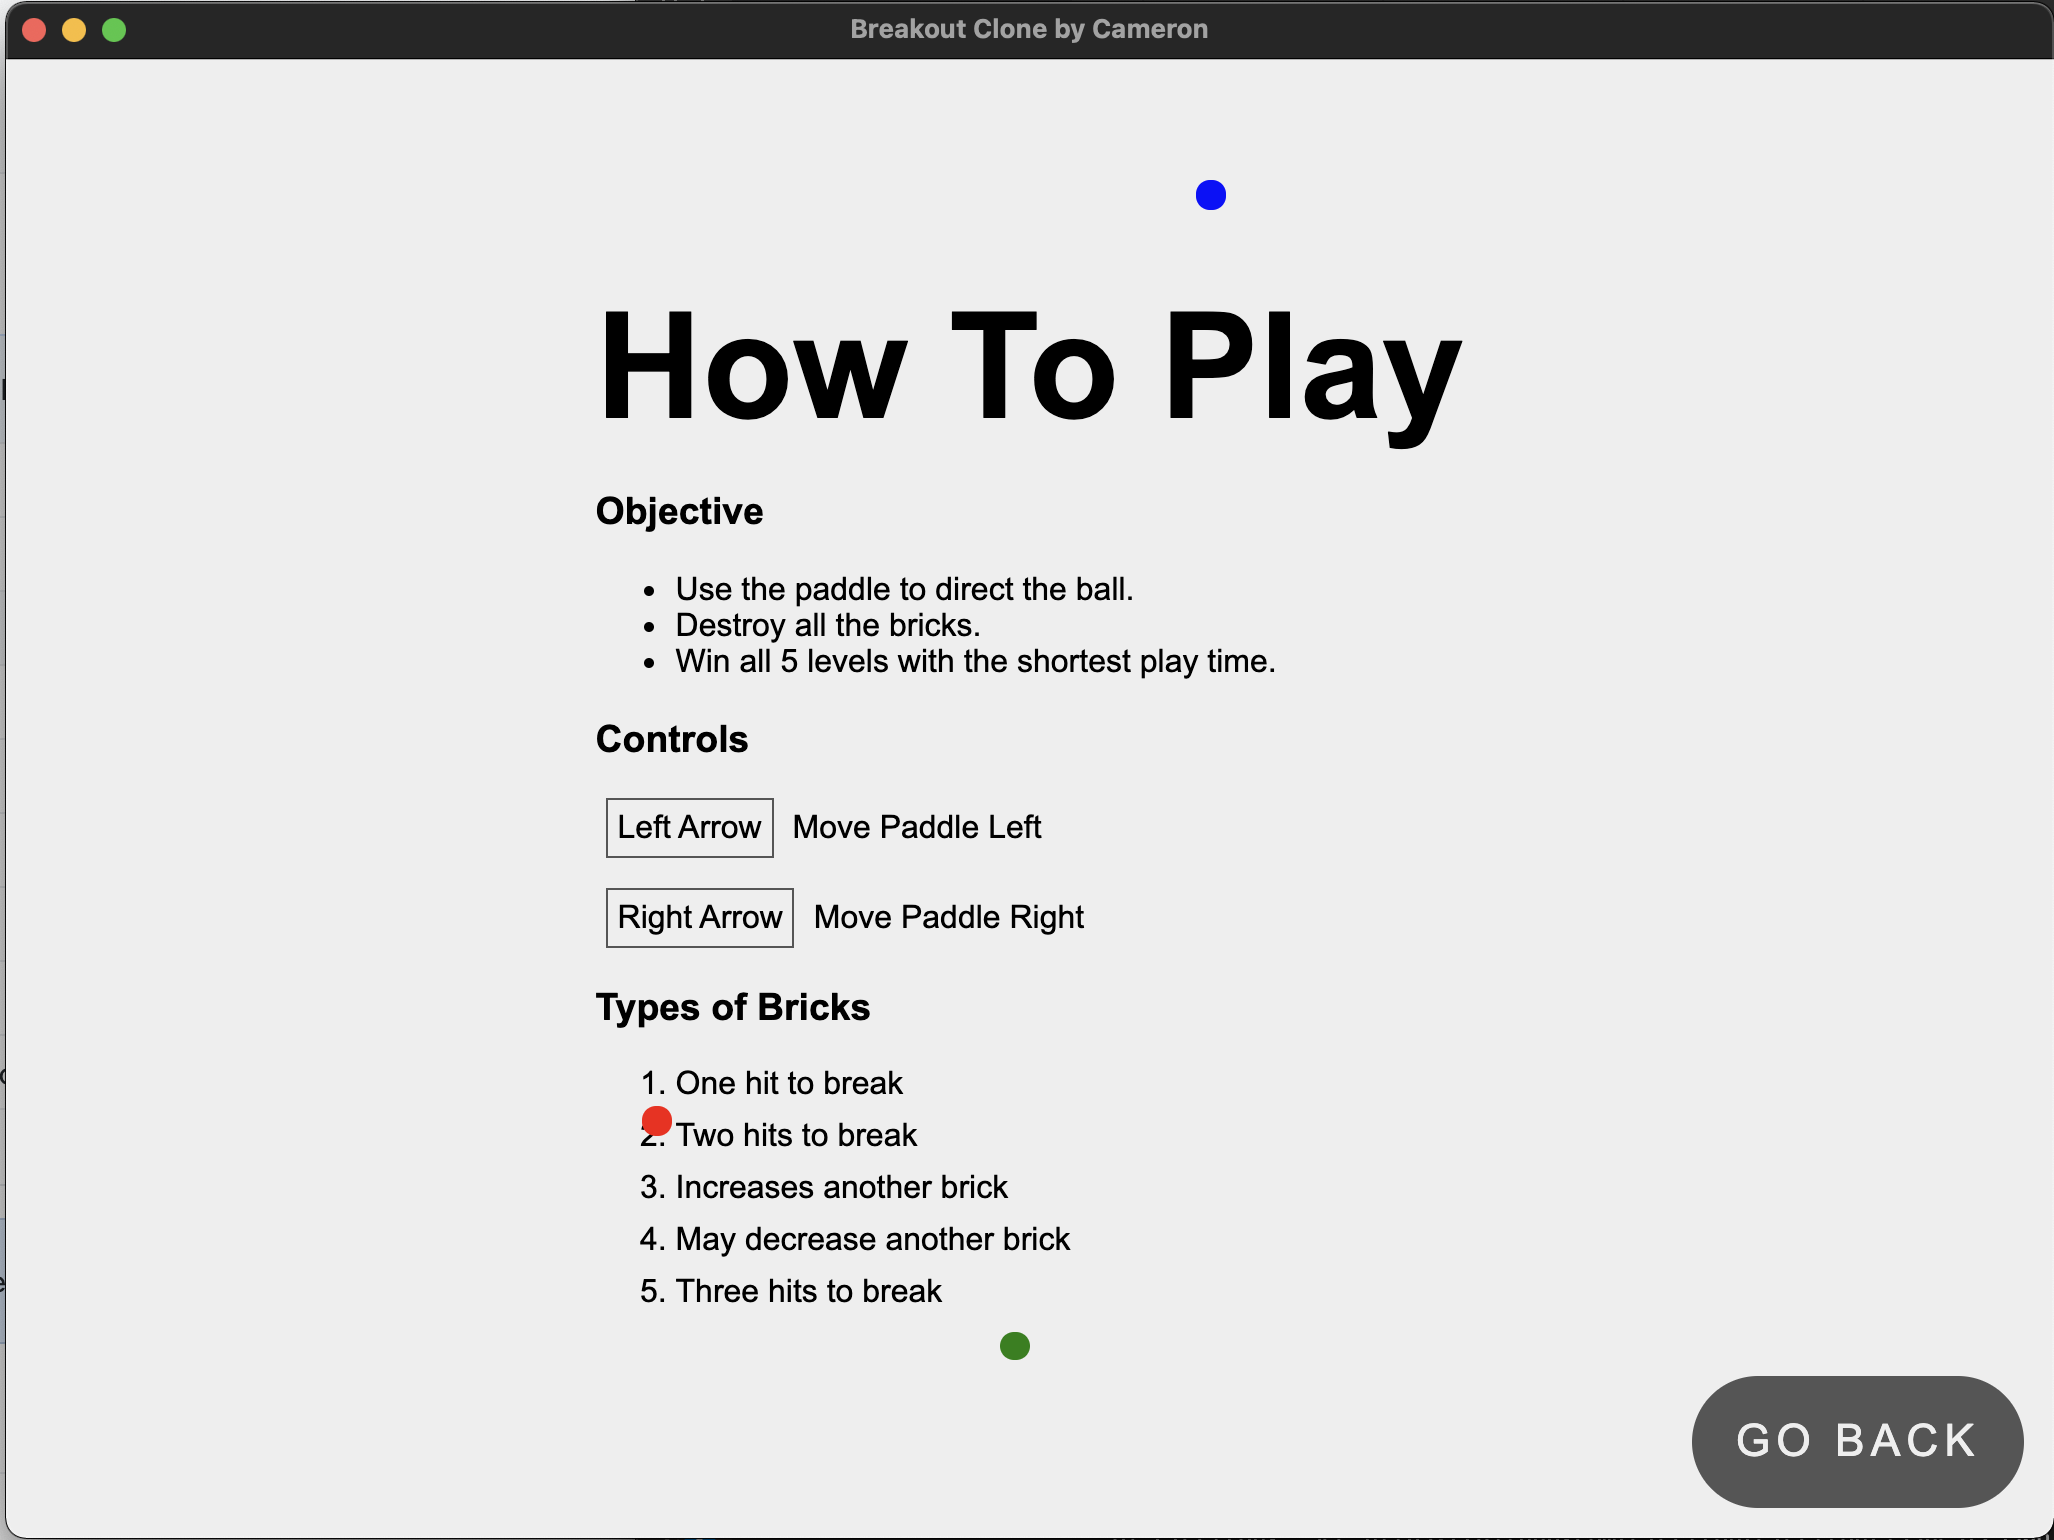 Breakout Clone by Cameron
How To Play
Objective
• Use the paddle to direct the ball.
• Destroy all the bricks.
• Win all 5 levels with the shortest play time.
Controls
Left Arrow Move Paddle Left
Right Arrow Move Paddle Right
Types of Bricks
1. One hit to break
2. Two hits to break
3. Increases another brick
4. May decrease another brick
5. Three hits to break
GO BACK